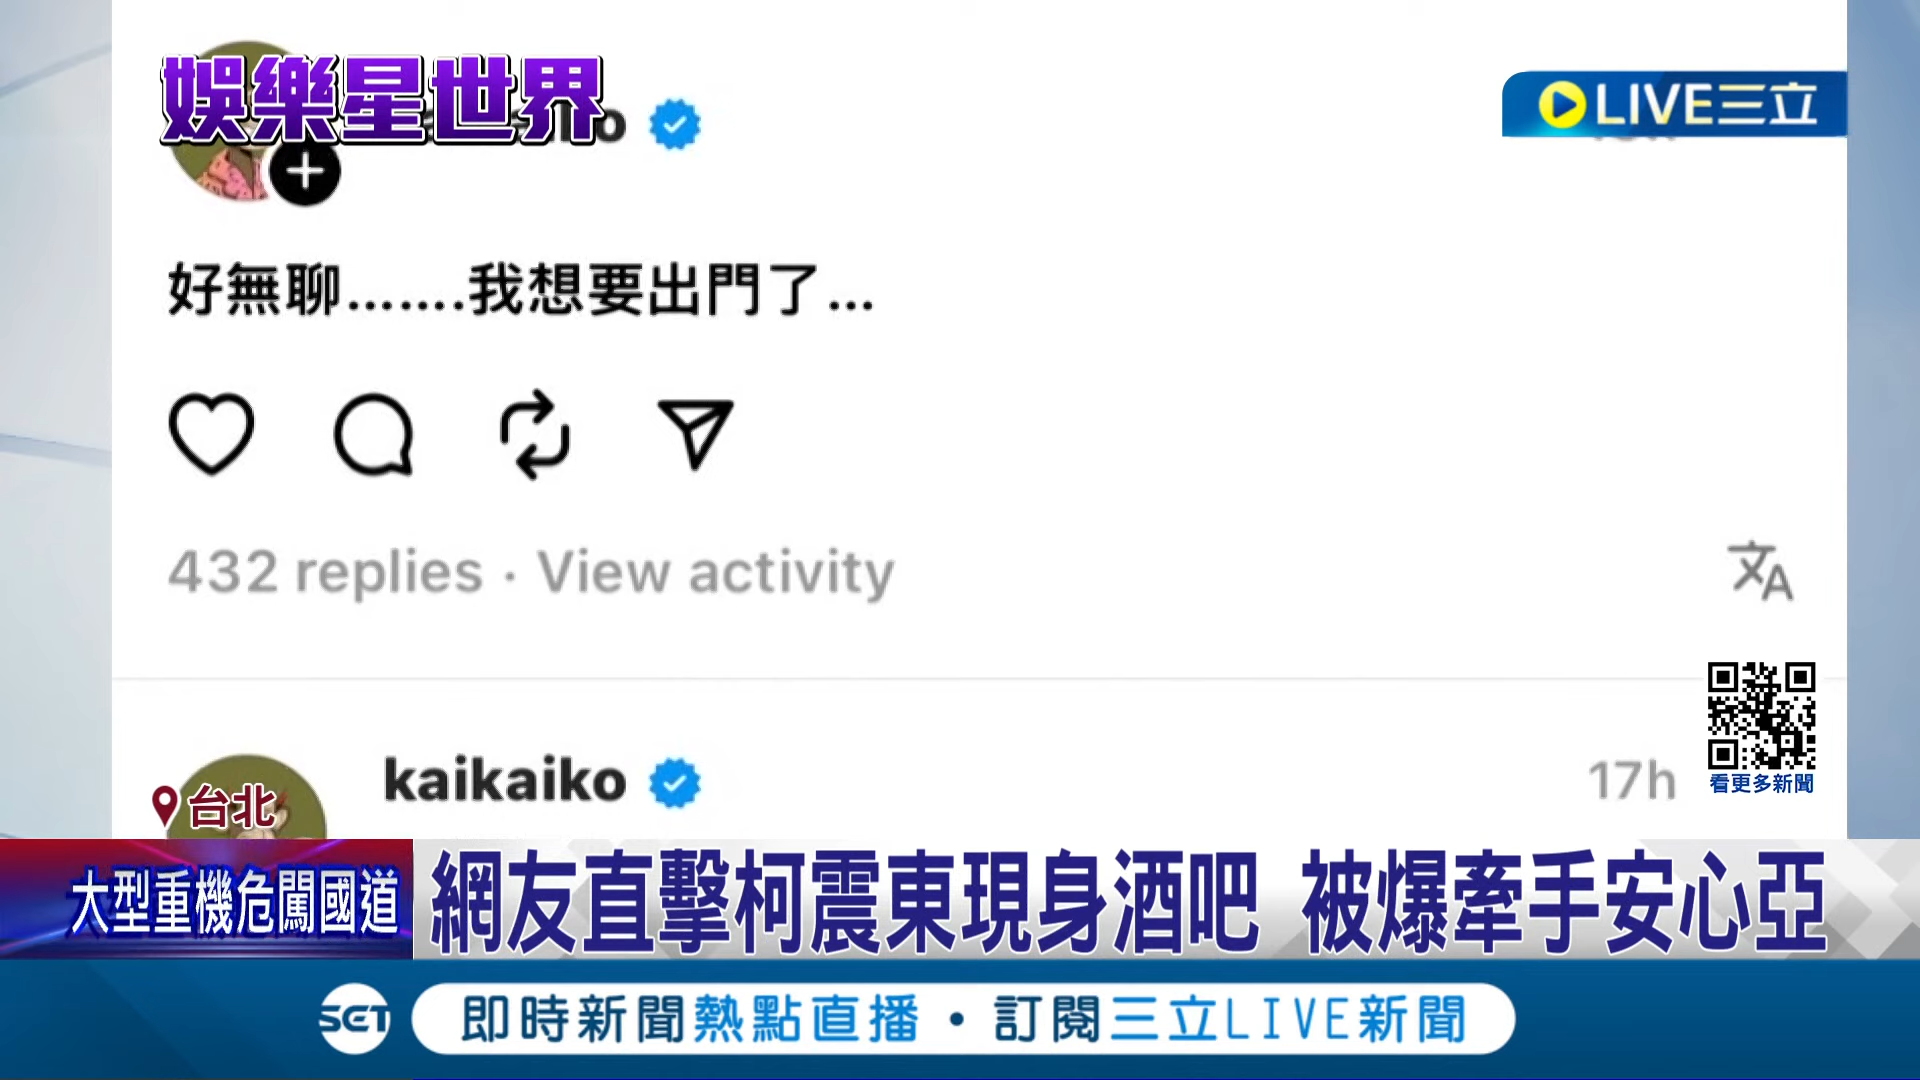 娛樂星世界
LIVE三立
好無聊.......我想要出門了...
432 replies · View activity
文A
kaikaiko
17h
看更多新聞
台北
大型重機危闖國道
網友直擊柯震東現身酒吧 被爆牽手安心亞
SET
即時新聞熱點直播・訂閱三立LIVE新聞